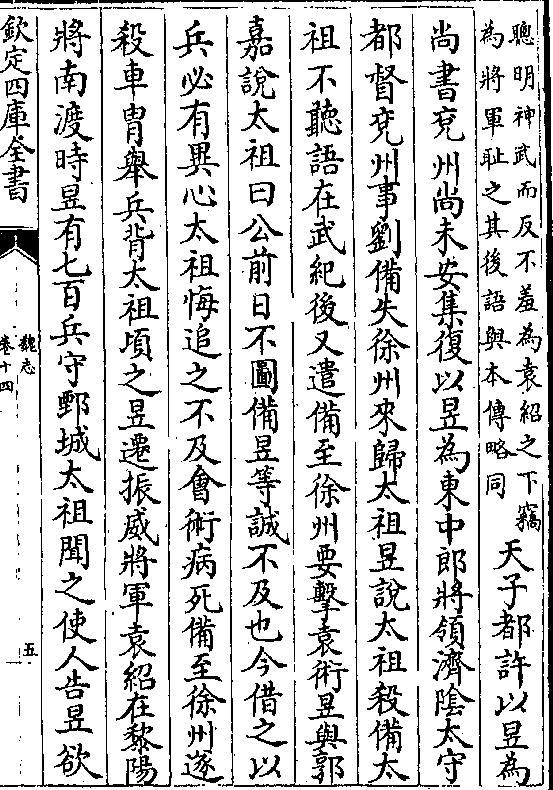 聰明神武而反不羞為袁紹之下竊
為將軍耻之其後語與本傳略同
天子都許以昱為
尚書兖州尚未安集復以昱為東中郎將領濟陰太守
都督兖州事劉備失徐州來歸太祖昱說太祖殺備太
祖不聽語在武紀後又遣備至徐州要擊袁術昱與郭
嘉說太祖曰公前日不圖備昱等誠不及也今借之以
兵必有異心太祖悔追之不及會術病死備至徐州遂
殺車胄舉兵背太祖頃之昱遷振威將軍袁紹在黎陽
將南渡時昱有七百兵守鄄城太祖聞之使人告昱欲
欽定四庫全書
魏志
卷十四
五